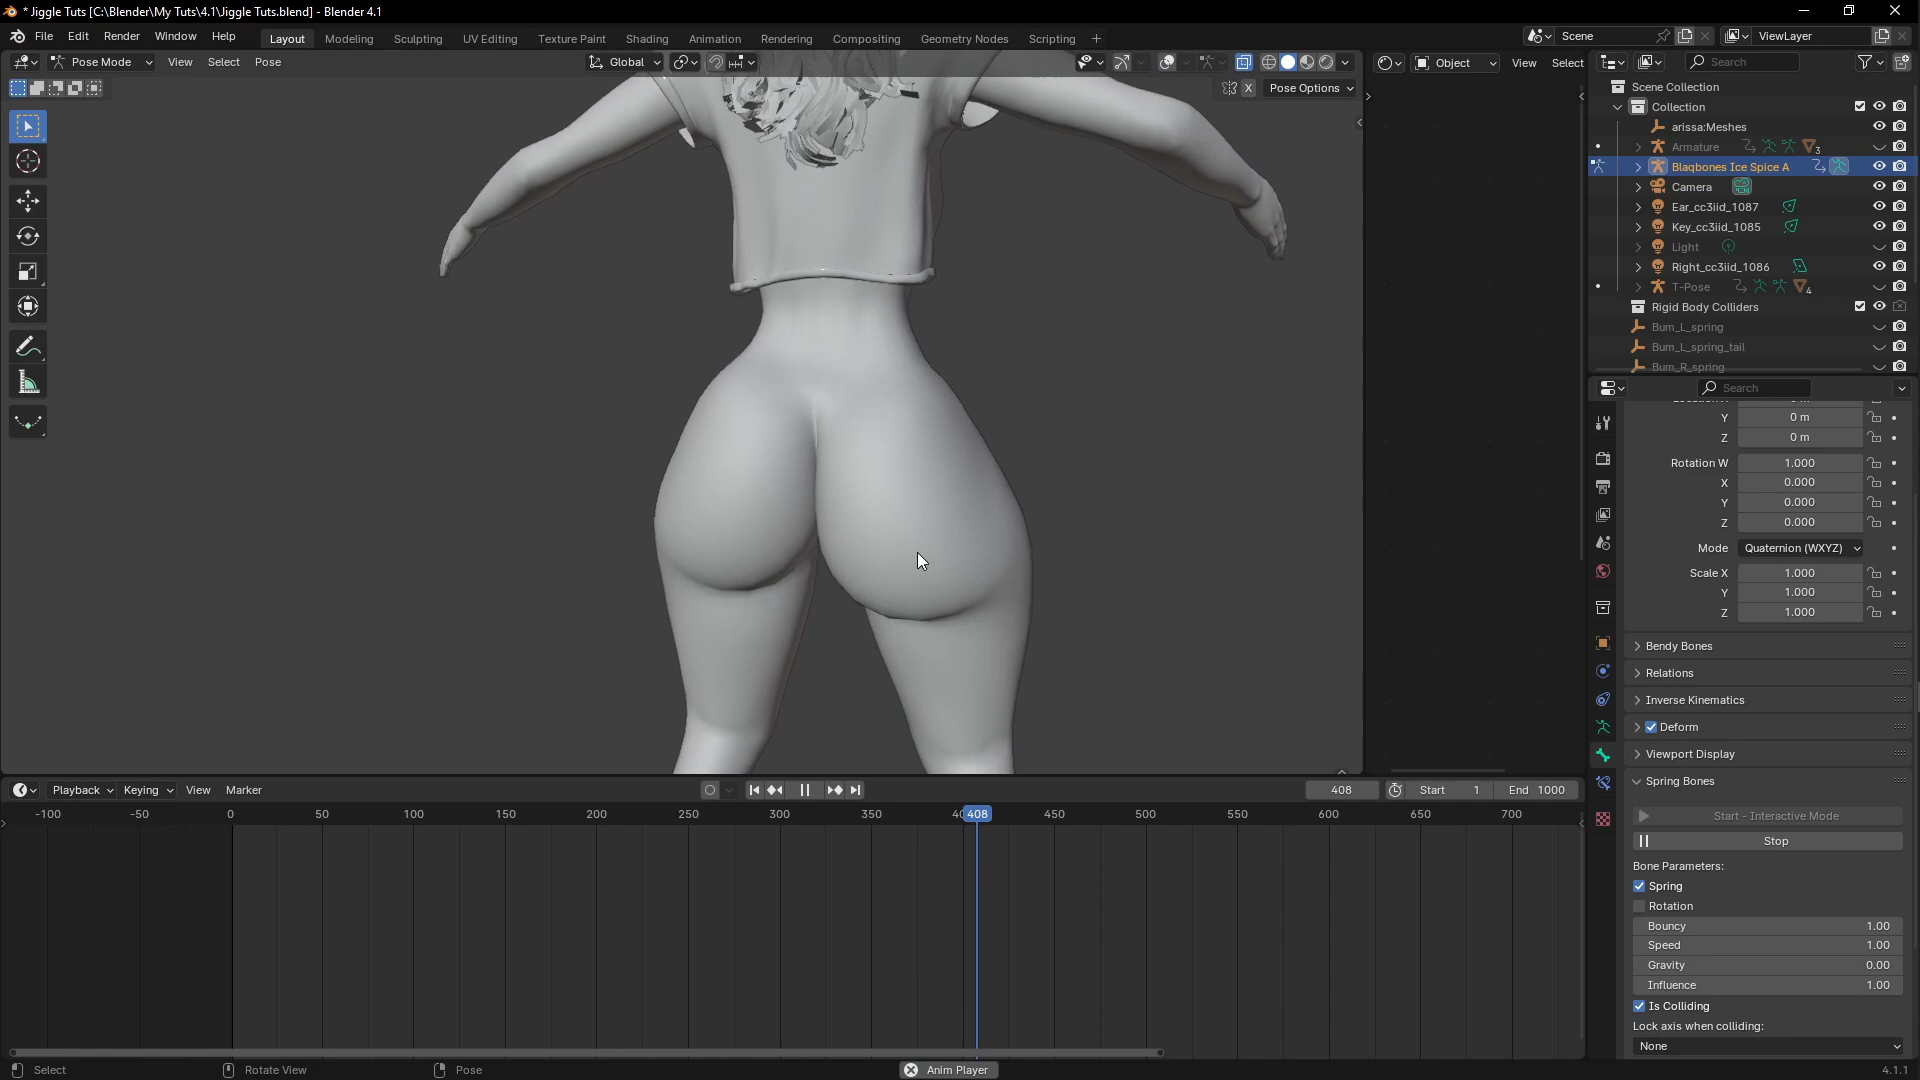 * Jiggle Tuts [C:\Blender\My Tuts\4.1\Jiggle Tuts.blend] - Blender 4.1
File Edit Render Window Help
Layout Modeling Sculpting UV Editing Texture Paint Shading Animation Rendering Compositing Geometry Nodes Scripting +
Scene ViewLayer
Pose Mode View Select Pose Global Object View Select Search
X Pose Options
Scene Collection
Collection
arissa:Meshes
Armature 3
Blaqbones Ice Spice A
Camera
Ear_cc3iid_1087
Key_cc3iid_1085
Light
Right_cc3iid_1086
T-Pose 4
Rigid Body Colliders
Bum_L_spring
Bum_L_spring_tail
Bum_R_spring
Search
Y 0 m
Z 0 m
Rotation W 1.000
X 0.000
Y 0.000
Z 0.000
Mode Quaternion (WXYZ)
Scale X 1.000
Y 1.000
Z 1.000
Bendy Bones
Relations
Inverse Kinematics
Deform
Viewport Display
Spring Bones
Start - Interactive Mode
Stop
Bone Parameters:
Spring
Rotation
Bouncy 1.00
Speed 1.00
Gravity 0.00
Influence 1.00
Is Colliding
Lock axis when colliding:
None
Playback Keying View Marker 408 Start 1 End 1000
-100 -50 0 50 100 150 200 250 300 350 408 450 500 550 600 650 700
Select Rotate View Pose Anim Player 4.1.1